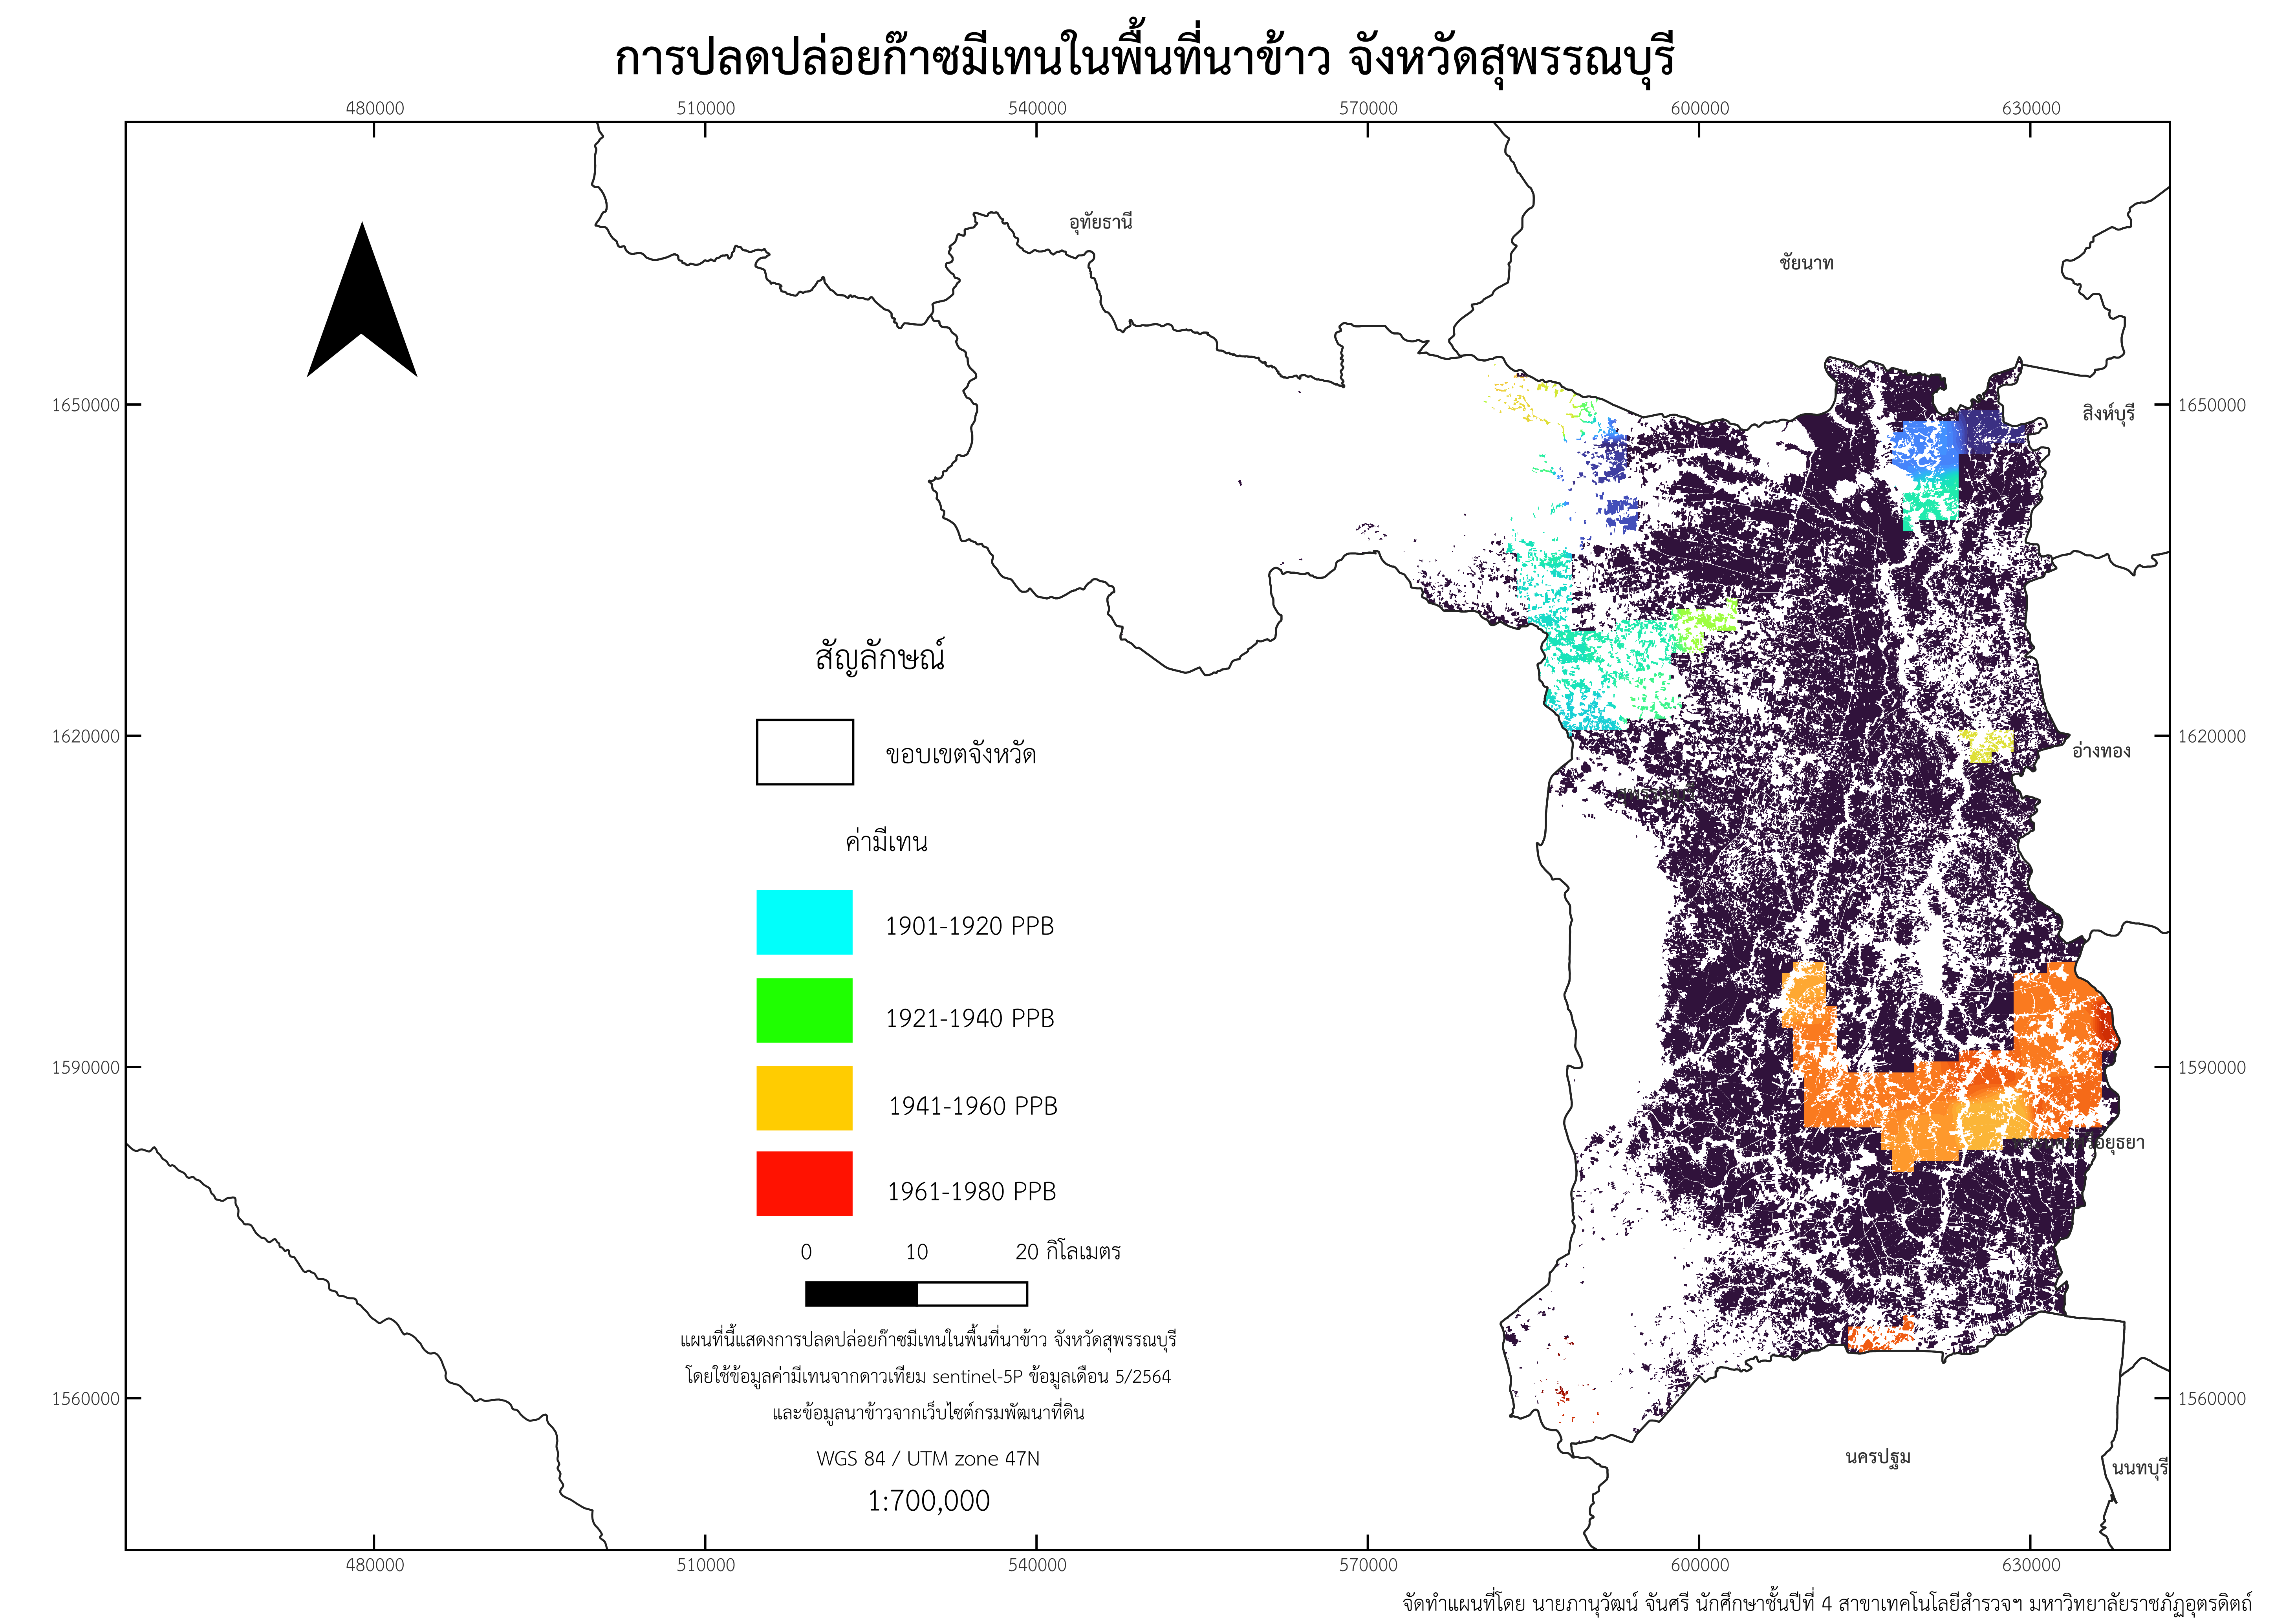 การปลดปล่อยก๊าซมีเทนในพื้นที่นาข้าว จังหวัดสุพรรณบุรี
480000 510000 540000 570000 600000 630000
อุทัยธานี
ชัยนาท
1650000 1650000
สิงห์บุรี
สัญลักษณ์
1620000 1620000
ขอบเขตจังหวัด
อ่างทอง
ค่ามีเทน
1901-1920 PPB
1921-1940 PPB
1590000 1590000
1941-1960 PPB
1961-1980 PPB
0 10 20 กิโลเมตร
แผนที่นี้แสดงการปลดปล่อยก๊าซมีเทนในพื้นที่นาข้าว จังหวัดสุพรรณบุรี
โดยใช้ข้อมูลค่ามีเทนจากดาวเทียม sentinel-5P ข้อมูลเดือน 5/2564
1560000 1560000
และข้อมูลนาข้าวจากเว็บไซต์กรมพัฒนาที่ดิน
WGS 84 / UTM zone 47N
นครปฐม
นนทบุรี
1:700,000
480000 510000 540000 570000 600000 630000
จัดทำแผนที่โดย นายภานุวัฒน์ จันศรี นักศึกษาชั้นปีที่ 4 สาขาเทคโนโลยีสำรวจฯ มหาวิทยาลัยราชภัฏอุตรดิตถ์